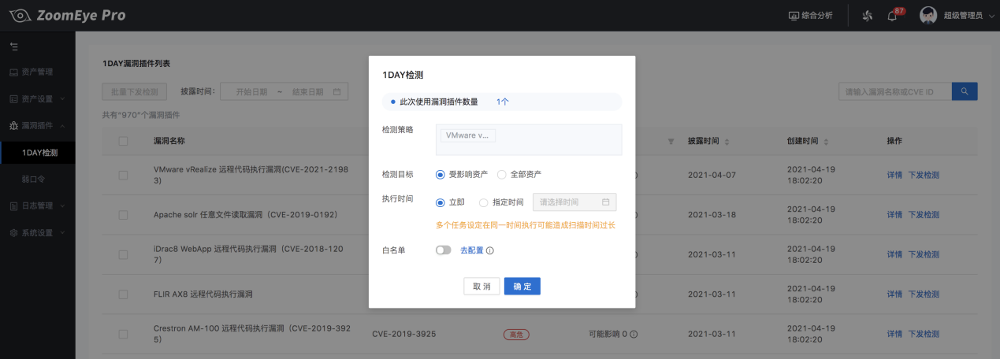 ZoomEye Pro
综合分析
87
超级管理员
资产管理
资产设置
漏洞插件
1DAY检测
弱口令
日志管理
系统设置
1DAY漏洞插件列表
批量下发检测
披露时间：
开始日期 ~ 结束日期
请输入漏洞名称或CVE ID
共有"970"个漏洞插件
漏洞名称
披露时间
创建时间
操作
VMware vRealize 远程代码执行漏洞(CVE-2021-2198
3)
2021-04-07
2021-04-19
18:02:20
详情 下发检测
Apache solr 任意文件读取漏洞（CVE-2019-0192）
2021-03-18
2021-04-19
18:02:20
详情 下发检测
iDrac8 WebApp 远程代码执行漏洞（CVE-2018-120
7)
2021-03-11
2021-04-19
18:02:20
详情 下发检测
FLIR AX8 远程代码执行漏洞
2021-03-11
2021-04-19
18:02:20
详情 下发检测
Crestron AM-100 远程代码执行漏洞（CVE-2019-392
5)
CVE-2019-3925
高危
可能影响 0
2021-03-11
2021-04-19
18:02:20
详情 下发检测
1DAY检测
此次使用漏洞插件数量 1个
检测策略
VMware v...
检测目标
受影响资产
全部资产
执行时间
立即
指定时间
请选择时间
多个任务设定在同一时间执行可能造成扫描时间过长
白名单
去配置
取 消
确 定